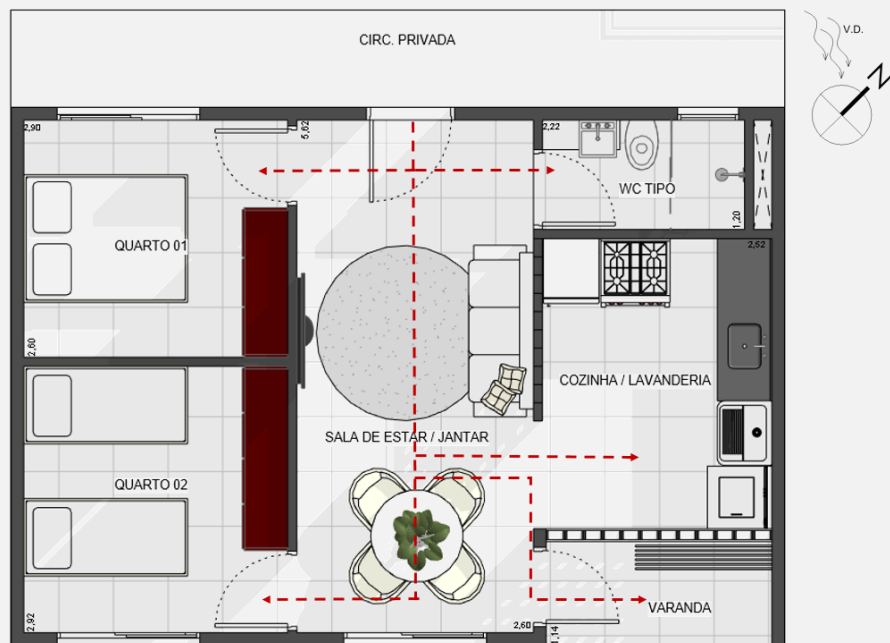 CIRC. PRIVADA
V.D.
N
2,90
5,62
2,22
WC TIPO
1,20
QUARTO 01
2,52
2,60
COZINHA / LAVANDERIA
SALA DE ESTAR / JANTAR
QUARTO 02
VARANDA
2,92
2,60
1,14